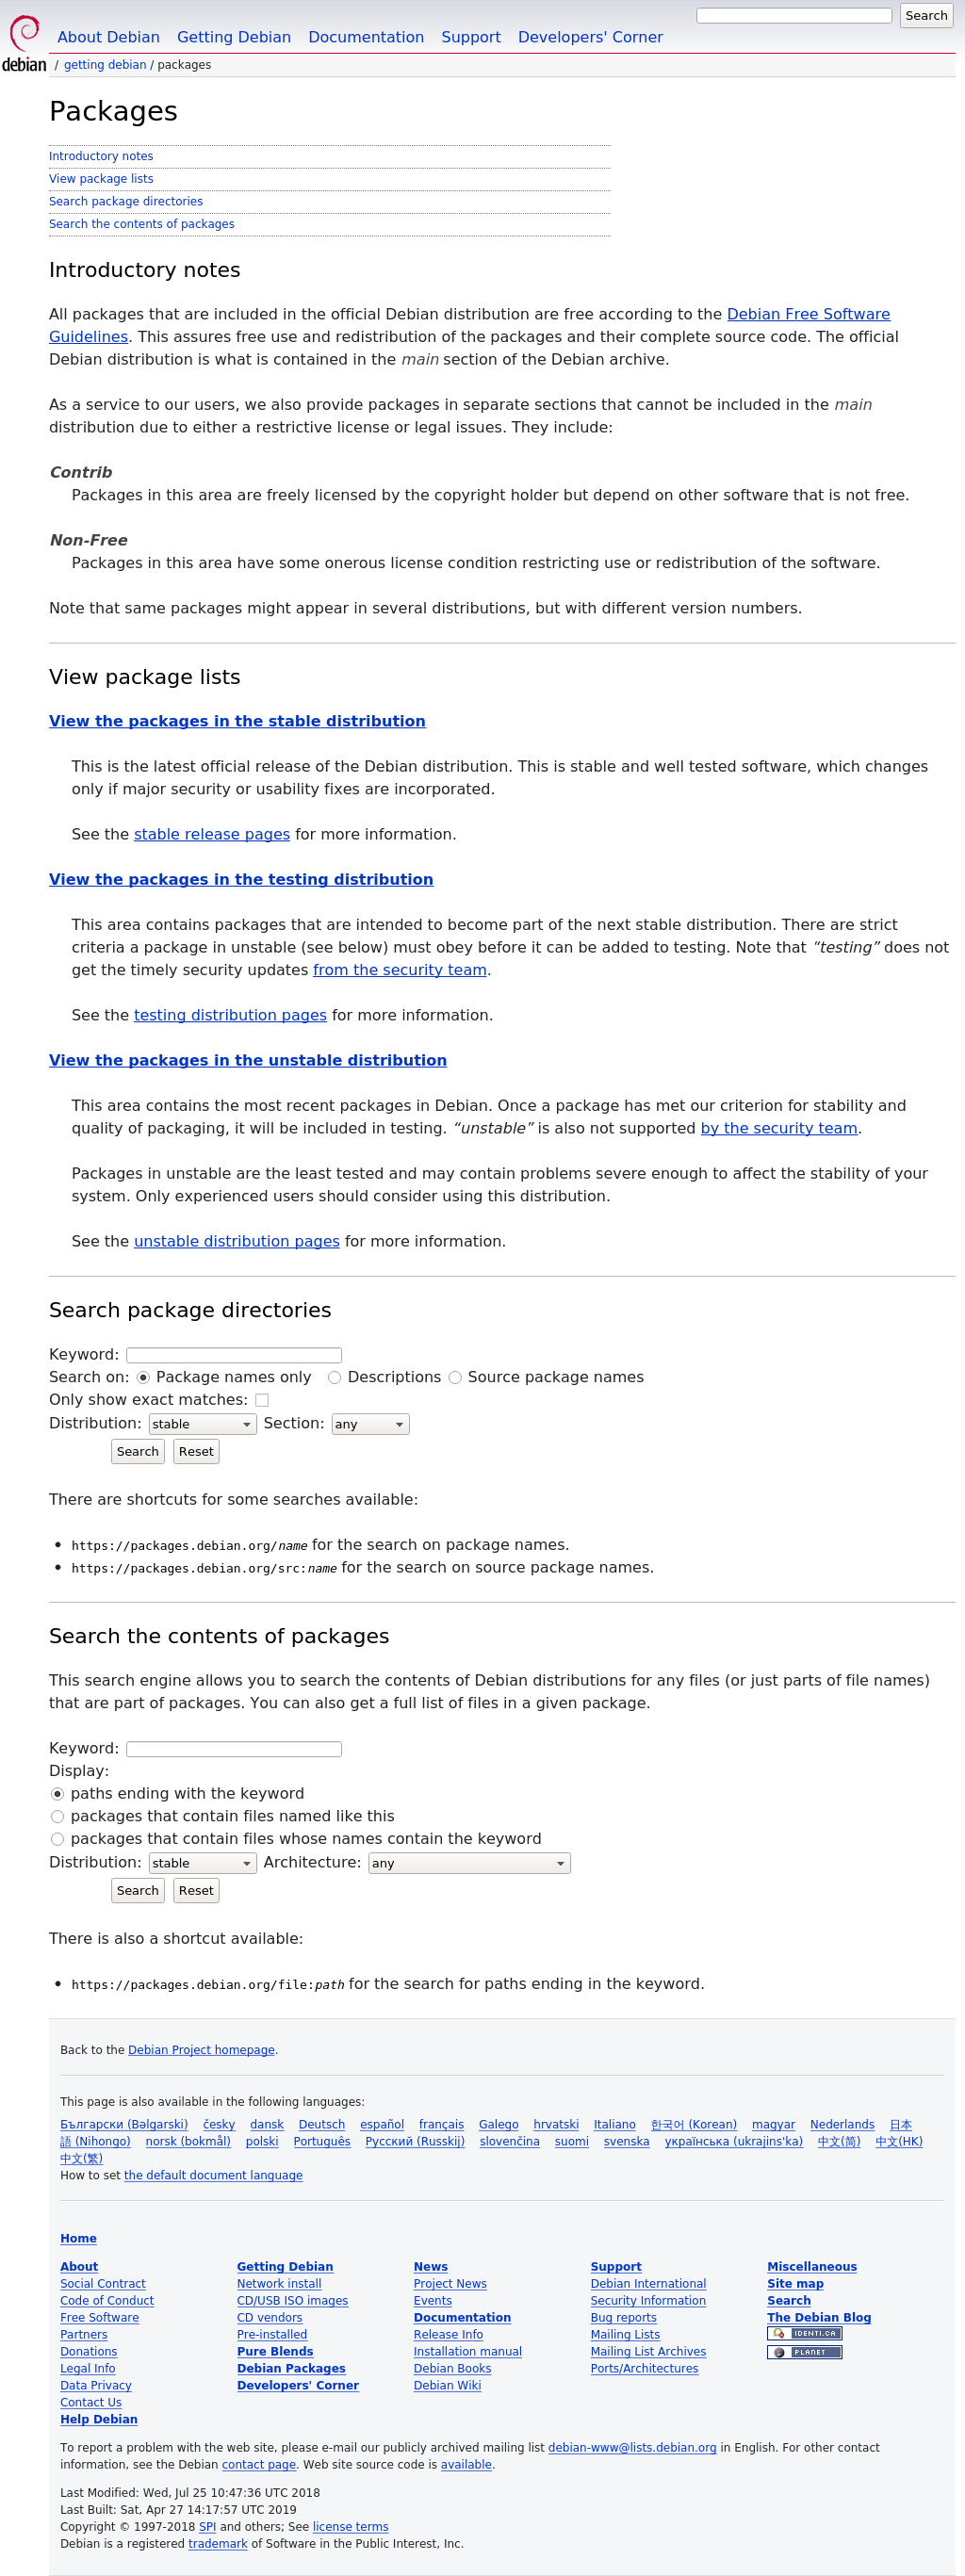 Search
About Debian Getting Debian Documentation Support Developers' Corner
debian
/ getting debian / packages
Packages
Introductory notes
View package lists
Search package directories
Search the contents of packages
Introductory notes
All packages that are included in the official Debian distribution are free according to the Debian Free Software
Guidelines. This assures free use and redistribution of the packages and their complete source code. The official
Debian distribution is what is contained in the main section of the Debian archive.
As a service to our users, we also provide packages in separate sections that cannot be included in the main
distribution due to either a restrictive license or legal issues. They include:
Contrib
Packages in this area are freely licensed by the copyright holder but depend on other software that is not free.
Non-Free
Packages in this area have some onerous license condition restricting use or redistribution of the software.
Note that same packages might appear in several distributions, but with different version numbers.
View package lists
View the packages in the stable distribution
This is the latest official release of the Debian distribution. This is stable and well tested software, which changes
only if major security or usability fixes are incorporated.
See the stable release pages for more information.
View the packages in the testing distribution
This area contains packages that are intended to become part of the next stable distribution. There are strict
criteria a package in unstable (see below) must obey before it can be added to testing. Note that “testing” does not
get the timely security updates from the security team.
See the testing distribution pages for more information.
View the packages in the unstable distribution
This area contains the most recent packages in Debian. Once a package has met our criterion for stability and
quality of packaging, it will be included in testing. “unstable” is also not supported by the security team.
Packages in unstable are the least tested and may contain problems severe enough to affect the stability of your
system. Only experienced users should consider using this distribution.
See the unstable distribution pages for more information.
Search package directories
Keyword:
Search on: Package names only Descriptions Source package names
Only show exact matches:
Distribution: stable Section: any
Search Reset
There are shortcuts for some searches available:
• https://packages.debian.org/name for the search on package names.
• https://packages.debian.org/src:name for the search on source package names.
Search the contents of packages
This search engine allows you to search the contents of Debian distributions for any files (or just parts of file names)
that are part of packages. You can also get a full list of files in a given package.
Keyword:
Display:
paths ending with the keyword
packages that contain files named like this
packages that contain files whose names contain the keyword
Distribution: stable Architecture: any
Search Reset
There is also a shortcut available:
• https://packages.debian.org/file:path for the search for paths ending in the keyword.
Back to the Debian Project homepage.
This page is also available in the following languages:
Български (Bəlgarski) česky dansk Deutsch español français Galego hrvatski Italiano 한국어 (Korean) magyar Nederlands 日本
語 (Nihongo) norsk (bokmål) polski Português Русский (Russkij) slovenčina suomi svenska українська (ukrajins'ka) 中文(简) 中文(HK)
中文(繁)
How to set the default document language
Home
About
Social Contract
Code of Conduct
Free Software
Partners
Donations
Legal Info
Data Privacy
Contact Us
Help Debian
Getting Debian
Network install
CD/USB ISO images
CD vendors
Pre-installed
Pure Blends
Debian Packages
Developers' Corner
News
Project News
Events
Documentation
Release Info
Installation manual
Debian Books
Debian Wiki
Support
Debian International
Security Information
Bug reports
Mailing Lists
Mailing List Archives
Ports/Architectures
Miscellaneous
Site map
Search
The Debian Blog
IDENTI.CA
PLANET
To report a problem with the web site, please e-mail our publicly archived mailing list debian-www@lists.debian.org in English. For other contact
information, see the Debian contact page. Web site source code is available.
Last Modified: Wed, Jul 25 10:47:36 UTC 2018
Last Built: Sat, Apr 27 14:17:57 UTC 2019
Copyright © 1997-2018 SPI and others; See license terms
Debian is a registered trademark of Software in the Public Interest, Inc.